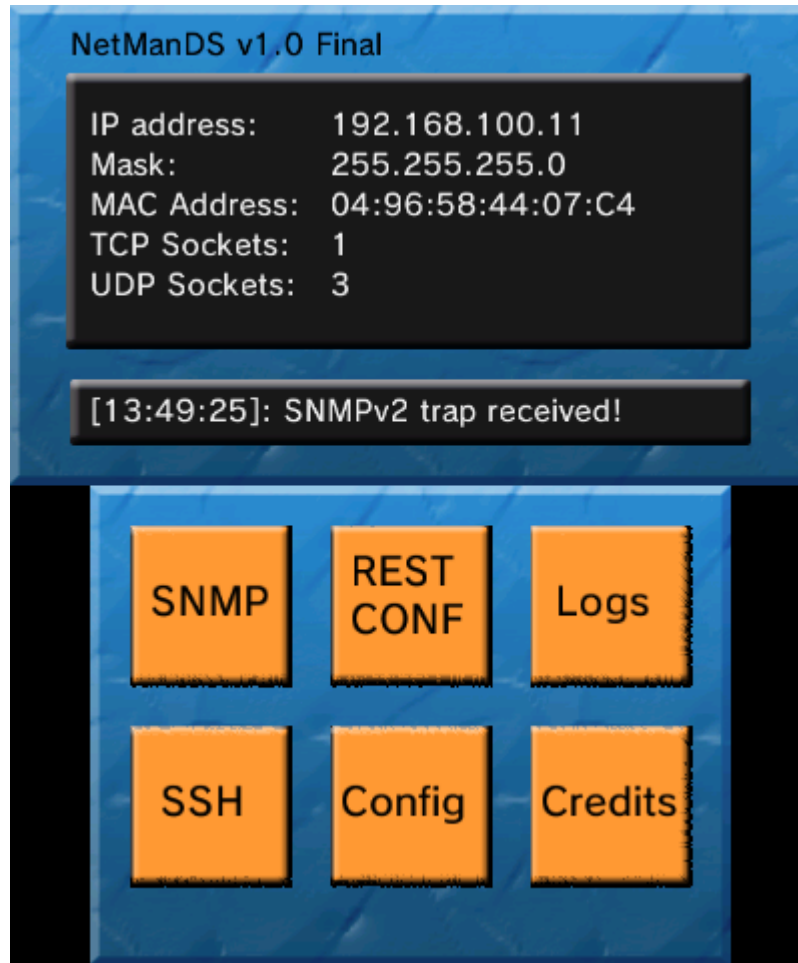 NetManDS v1.0 Final
IP address: 192.168.100.11
Mask: 255.255.255.0
MAC Address: 04:96:58:44:07:C4
TCP Sockets: 1
UDP Sockets: 3
[13:49:25]: SNMPv2 trap received!
SNMP
REST
CONF
Logs
SSH
Config
Credits